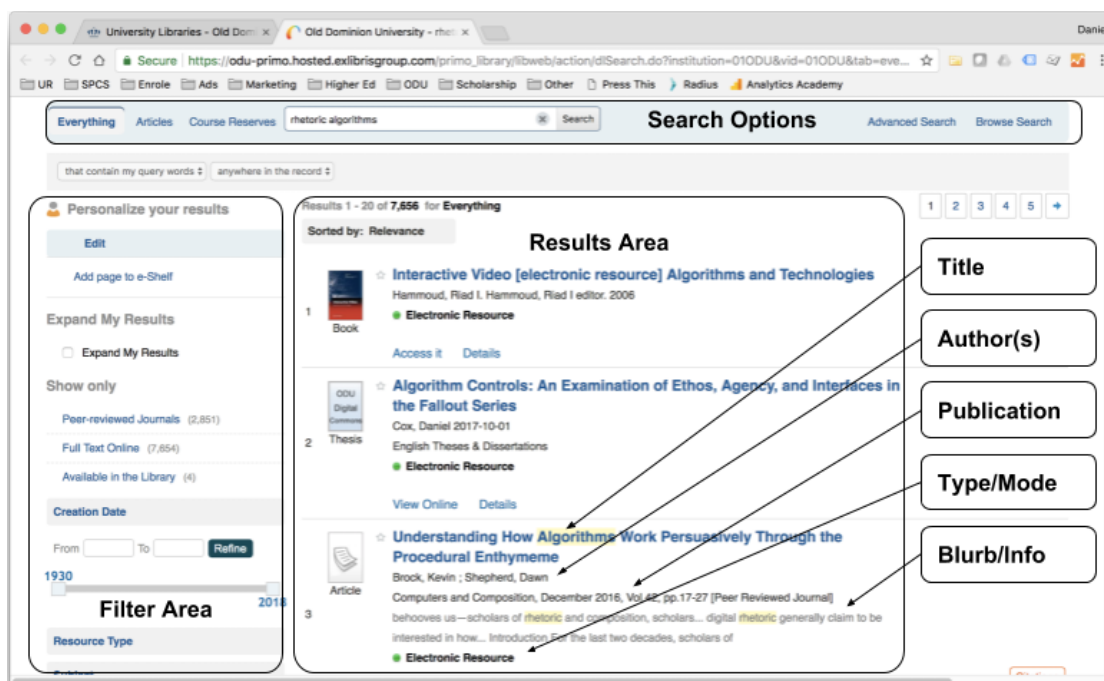 University Libraries - Old Dom
Old Dominion University - rhet
Danie
Secure https://odu-primo.hosted.exlibrisgroup.com/primo_library/libweb/action/dlSearch.do?institution=01ODU&vid=01ODU&tab=eve...
UR SPCS Enrole Ads Marketing Higher Ed ODU Scholarship Other Press This Radius Analytics Academy
Everything Articles Course Reserves rhetoric algorithms Search Search Options Advanced Search Browse Search
that contain my query words anywhere in the record
Personalize your results
Edit
Add page to e-Shelf
Expand My Results
Expand My Results
Show only
Peer-reviewed Journals (2,851)
Full Text Online (7,654)
Available in the Library (4)
Creation Date
From To Refine
1930
2018
Filter Area
Resource Type
Results 1 - 20 of 7,656 for Everything
1 2 3 4 5
Sorted by: Relevance
Results Area
1
Book
Interactive Video [electronic resource] Algorithms and Technologies
Hammoud, Riad I. Hammoud, Riad I editor. 2006
Electronic Resource
Access it Details
2
ODU
Digital
Commons
Thesis
Algorithm Controls: An Examination of Ethos, Agency, and Interfaces in
the Fallout Series
Cox, Daniel 2017-10-01
English Theses & Dissertations
Electronic Resource
View Online Details
3
Article
Understanding How Algorithms Work Persuasively Through the
Procedural Enthymeme
Brock, Kevin ; Shepherd, Dawn
Computers and Composition, December 2016, Vol.42, pp.17-27 [Peer Reviewed Journal]
behooves us—scholars of rhetoric and composition, scholars... digital rhetoric generally claim to be
interested in how... Introduction For the last two decades, scholars of
Electronic Resource
Title
Author(s)
Publication
Type/Mode
Blurb/Info